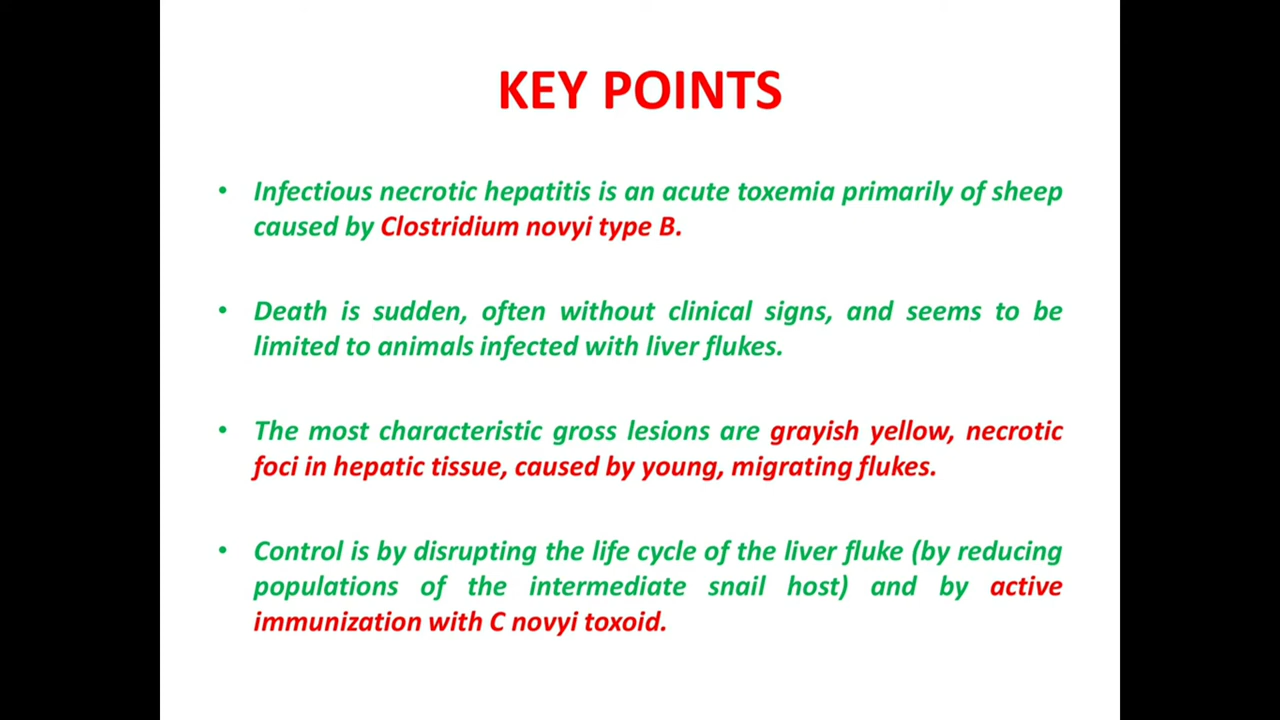 KEY POINTS
• Infectious necrotic hepatitis is an acute toxemia primarily of sheep
caused by Clostridium novyi type B.
• Death is sudden, often without clinical signs, and seems to be
limited to animals infected with liver flukes.
• The most characteristic gross lesions are grayish yellow, necrotic
foci in hepatic tissue, caused by young, migrating flukes.
• Control is by disrupting the life cycle of the liver fluke (by reducing
populations of the intermediate snail host) and by active
immunization with C novyi toxoid.